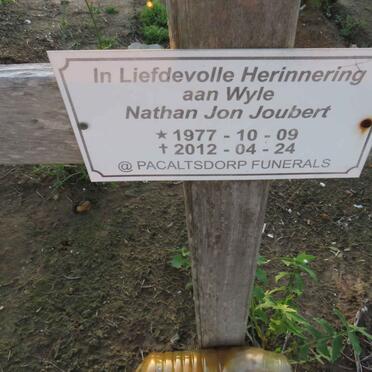 In Liefdevolle Herinnering
aan Wyle
Nathan Jon Joubert
★ 1977 - 10 - 09
✝ 2012 - 04 - 24
@ PACALTSDORP FUNERALS